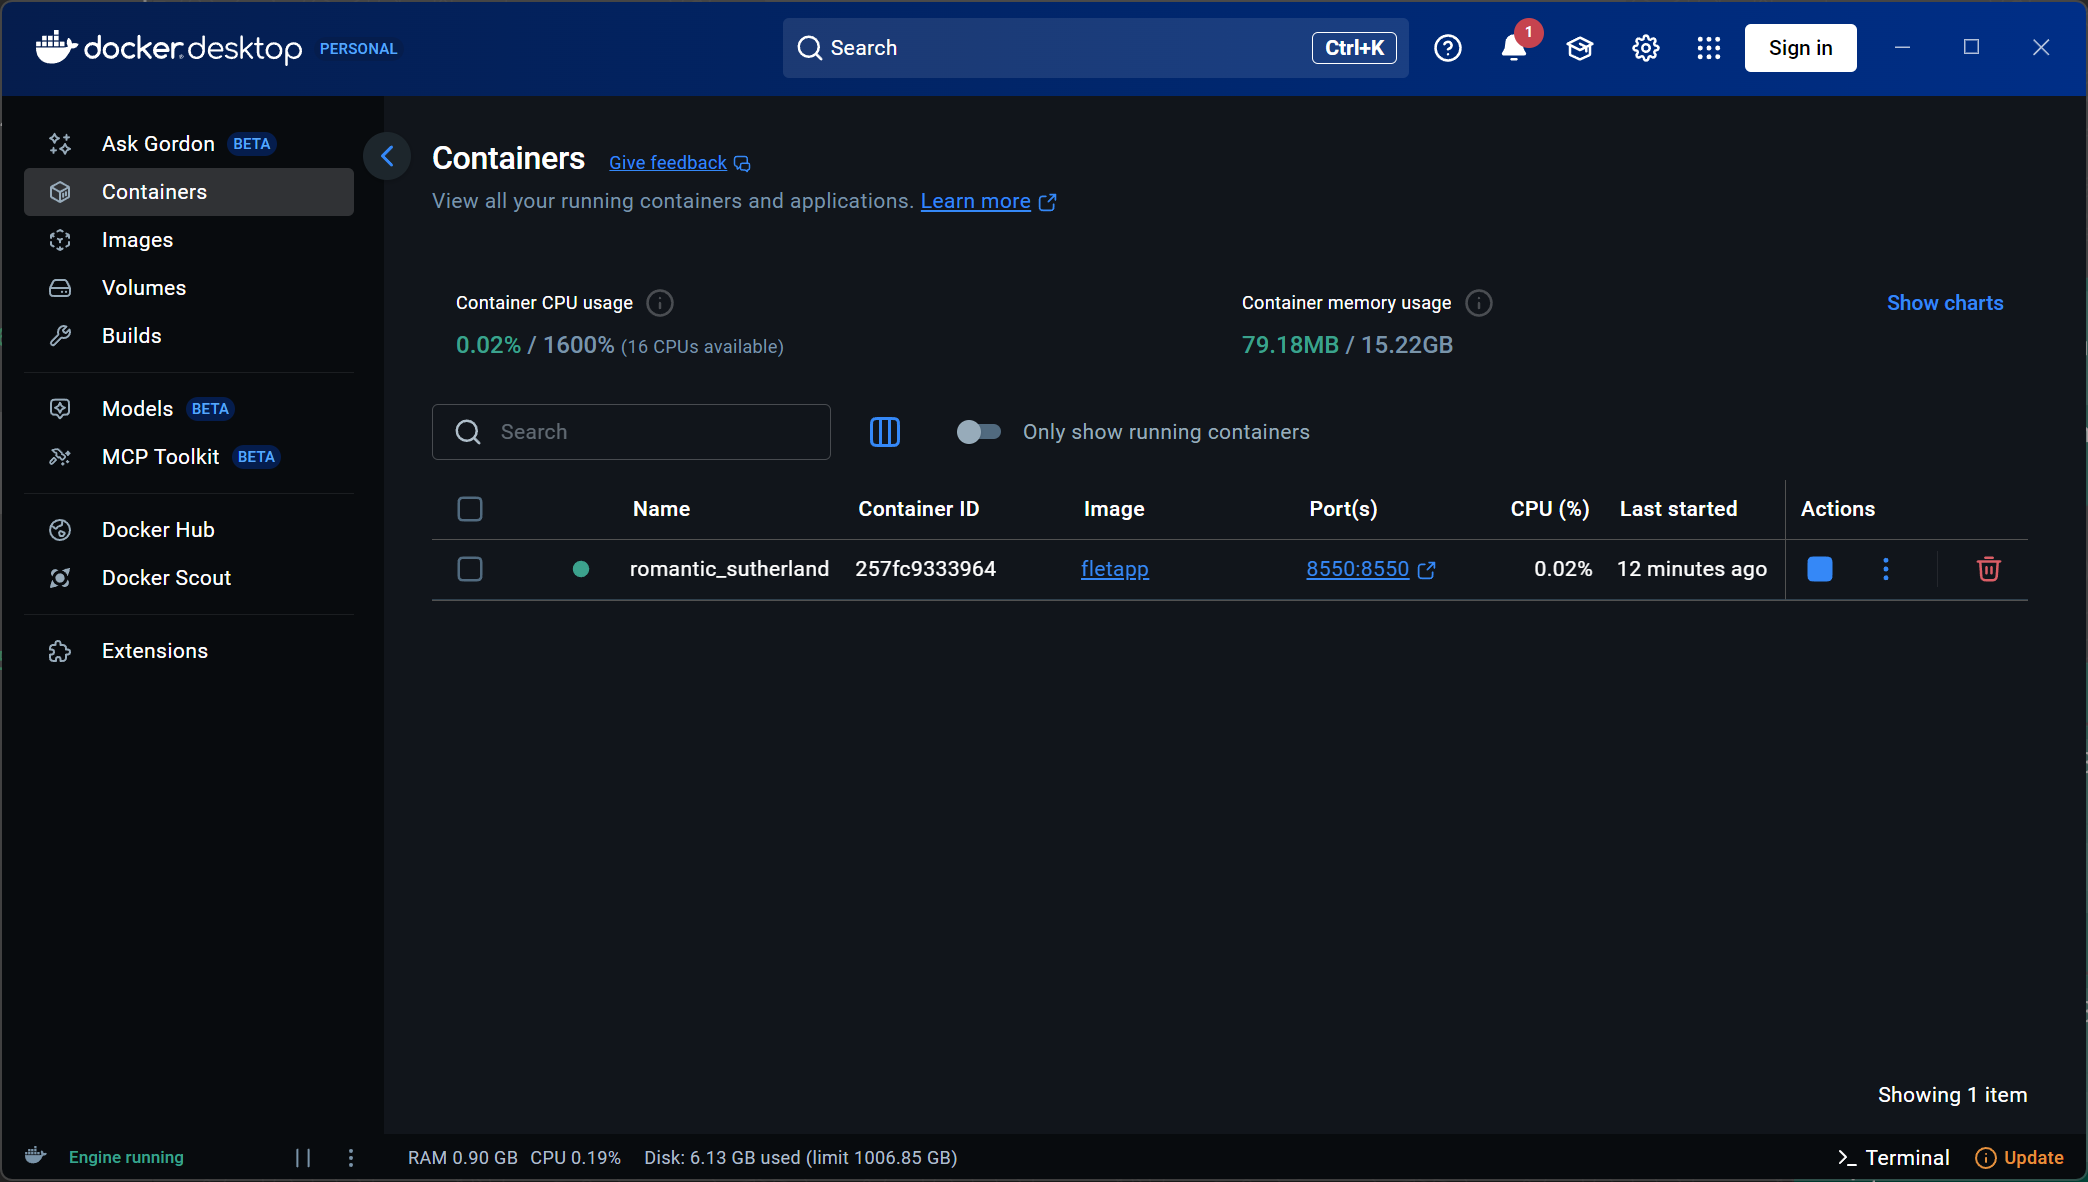 docker.desktop PERSONAL
Search Ctrl+K 1 Sign in
Ask Gordon BETA
Containers
Images
Volumes
Builds
Models BETA
MCP Toolkit BETA
Docker Hub
Docker Scout
Extensions
Containers Give feedback
View all your running containers and applications. Learn more
Container CPU usage
0.02% / 1600% (16 CPUs available)
Container memory usage
79.18MB / 15.22GB
Show charts
Search
Only show running containers
Name Container ID Image Port(s) CPU (%) Last started Actions
romantic_sutherland 257fc9333964 fletapp 8550:8550 0.02% 12 minutes ago
Showing 1 item
Engine running
RAM 0.90 GB CPU 0.19% Disk: 6.13 GB used (limit 1006.85 GB)
Terminal
Update